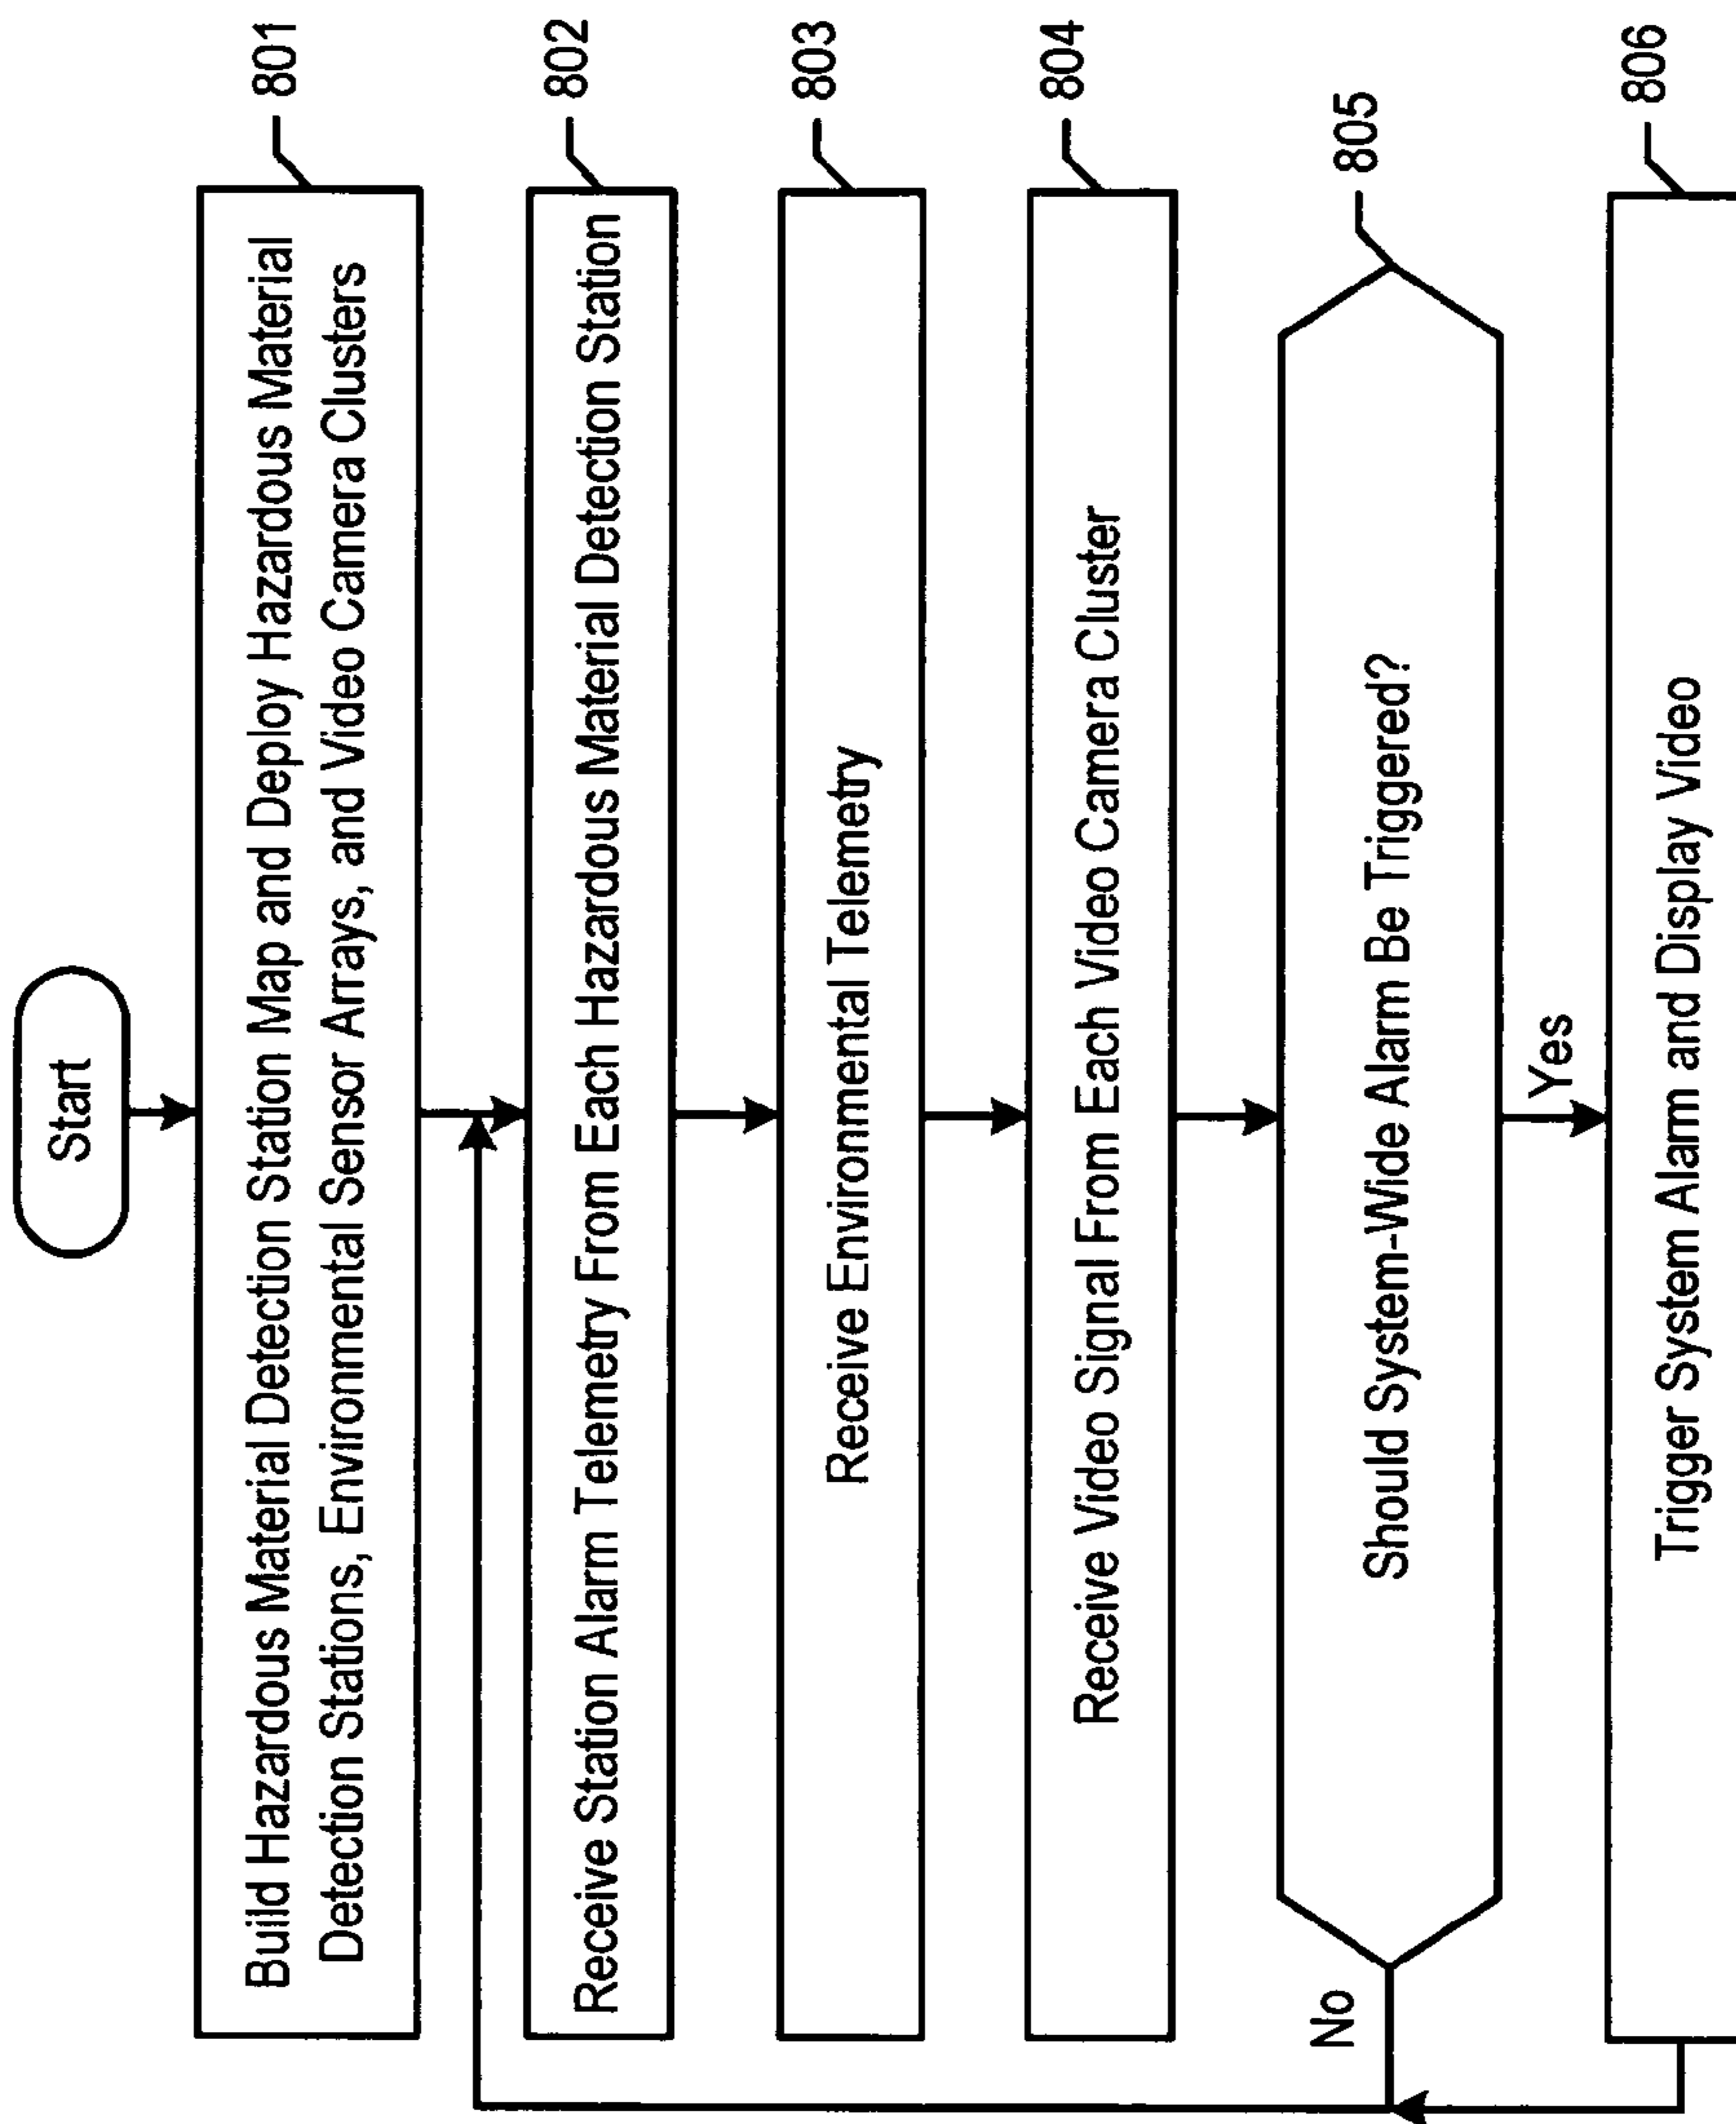 Start
Build Hazardous Material Detection Station Map and Deploy Hazardous Material
Detection Stations, Environmental Sensor Arrays, and Video Camera Clusters
801
Receive Station Alarm Telemetry From Each Hazardous Material Detection Station
802
Receive Environmental Telemetry
803
Receive Video Signal From Each Video Camera Cluster
804
Should System-Wide Alarm Be Triggered?
805
No
Yes
Trigger System Alarm and Display Video
806